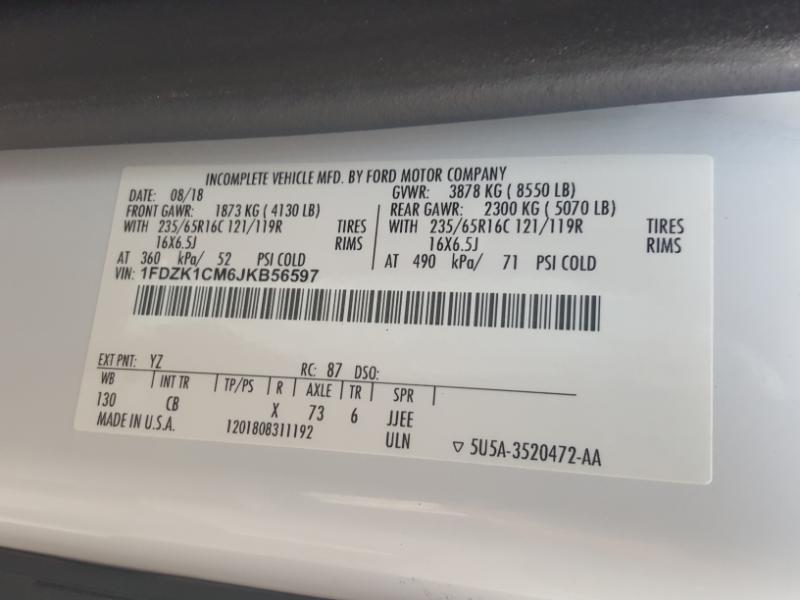 INCOMPLETE VEHICLE MFD. BY FORD MOTOR COMPANY
DATE: 08/18 GVWR: 3878 KG ( 8550 LB)
FRONT GAWR: 1873 KG ( 4130 LB) REAR GAWR: 2300 KG ( 5070 LB)
WITH 235/65R16C 121/119R TIRES WITH 235/65R16C 121/119R TIRES
16X6.5J RIMS 16X6.5J RIMS
AT 360 kPa/ 52 PSI COLD AT 490 kPa/ 71 PSI COLD
VIN: 1FDZK1CM6JKB56597
EXT PNT: YZ RC: 87 DSO:
WB INT TR TP/PS R AXLE TR SPR
130 CB X 73 6 JJEE
MADE IN U.S.A. 1201808311192 ULN ▽ 5U5A-3520472-AA